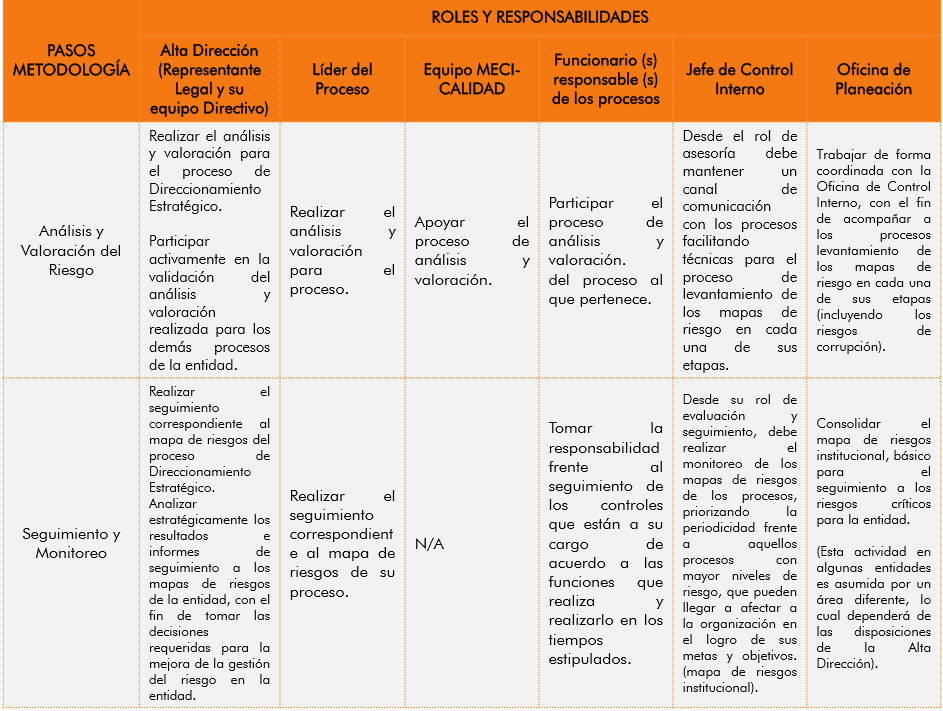 ROLES Y RESPONSABILIDADES
PASOS
METODOLOGÍA
Alta Dirección
(Representante
Legal y su
equipo Directivo)
Líder del
Proceso
Equipo MECI-
CALIDAD
Funcionario (s)
responsable (s)
de los procesos
Jefe de Control
Interno
Oficina de
Planeación
Análisis y
Valoración del
Riesgo
Realizar el análisis
y valoración para
el proceso de
Direccionamiento
Estratégico.
Participar
activamente en la
validación del
análisis y
valoración
realizada para los
demás procesos
de la entidad.
Realizar el
análisis y
valoración
para el
proceso.
Apoyar el
proceso de
análisis y
valoración.
Participar el
proceso de
análisis y
valoración.
del proceso al
que pertenece.
Desde el rol de
asesoría debe
mantener un
canal de
comunicación
con los procesos
facilitando
técnicas para el
proceso de
levantamiento de
los mapas de
riesgo en cada
una de sus
etapas.
Trabajar de forma
coordinada con la
Oficina de Control
Interno, con el fin
de acompañar a
los procesos
levantamiento de
los mapas de
riesgo en cada una
de sus etapas
(incluyendo los
riesgos de
corrupción).
Seguimiento y
Monitoreo
Realizar el
seguimiento
correspondiente al
mapa de riesgos del
proceso de
Direccionamiento
Estratégico.
Analizar
estratégicamente los
resultados e
informes de
seguimiento a los
mapas de riesgos
de la entidad, con el
fin de tomar las
decisiones
requeridas para la
mejora de la gestión
del riesgo en la
entidad.
Realizar el
seguimiento
correspondient
e al mapa de
riesgos de su
proceso.
N/A
Tomar la
responsabilidad
frente al
seguimiento de
los controles
que están a su
cargo de
acuerdo a las
funciones que
realiza y
realizarlo en los
tiempos
estipulados.
Desde su rol de
evaluación y
seguimiento, debe
realizar el
monitoreo de los
mapas de riesgos
de los procesos,
priorizando la
periodicidad frente
a aquellos
procesos con
mayor niveles de
riesgo, que pueden
llegar a afectar a
la organización en
el logro de sus
metas y objetivos.
(mapa de riesgos
institucional).
Consolidar el
mapa de riesgos
institucional, básico
para el
seguimiento a los
riesgos críticos
para la entidad.
(Esta actividad en
algunas entidades
es asumida por un
área diferente, lo
cual dependerá de
las disposiciones
de la Alta
Dirección).